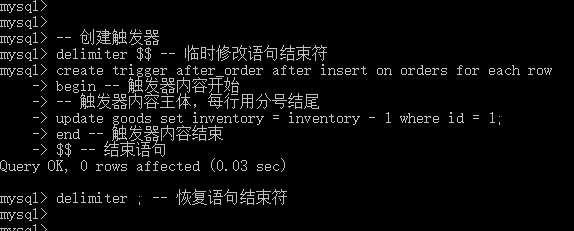 mysql>
mysql>
mysql> -- 创建触发器
mysql> delimiter $$ -- 临时修改语句结束符
mysql> create trigger after_order after insert on orders for each row
    -> begin -- 触发器内容开始
    -> -- 触发器内容主体，每行用分号结尾
    -> update goods set inventory = inventory - 1 where id = 1;
    -> end -- 触发器内容结束
    -> $$ -- 结束语句
Query OK, 0 rows affected (0.03 sec)

mysql> delimiter ; -- 恢复语句结束符
mysql>
mysql>